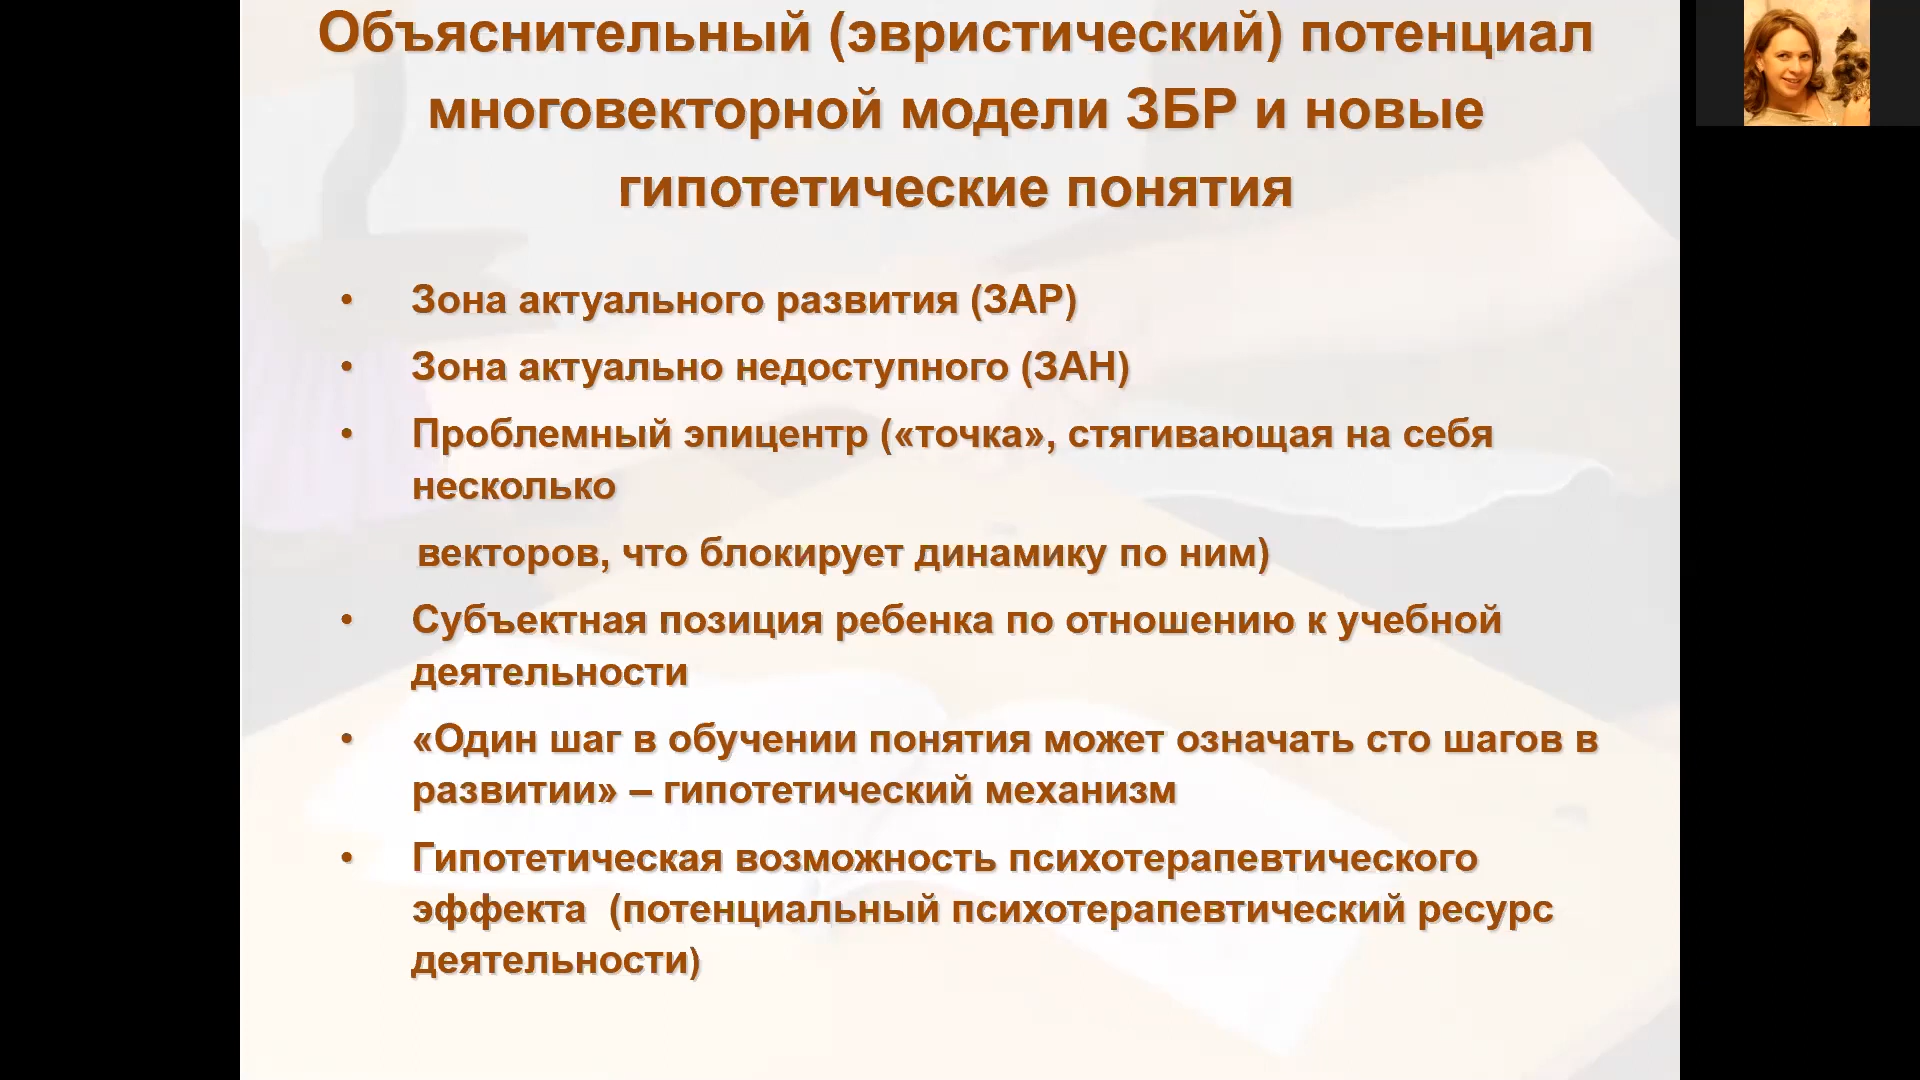 Объяснительный (эвристический) потенциал
многовекторной модели ЗБР и новые
гипотетические понятия
• Зона актуального развития (ЗАР)
• Зона актуально недоступного (ЗАН)
• Проблемный эпицентр («точка», стягивающая на себя
несколько
векторов, что блокирует динамику по ним)
• Субъектная позиция ребенка по отношению к учебной
деятельности
• «Один шаг в обучении понятия может означать сто шагов в
развитии» – гипотетический механизм
• Гипотетическая возможность психотерапевтического
эффекта (потенциальный психотерапевтический ресурс
деятельности)